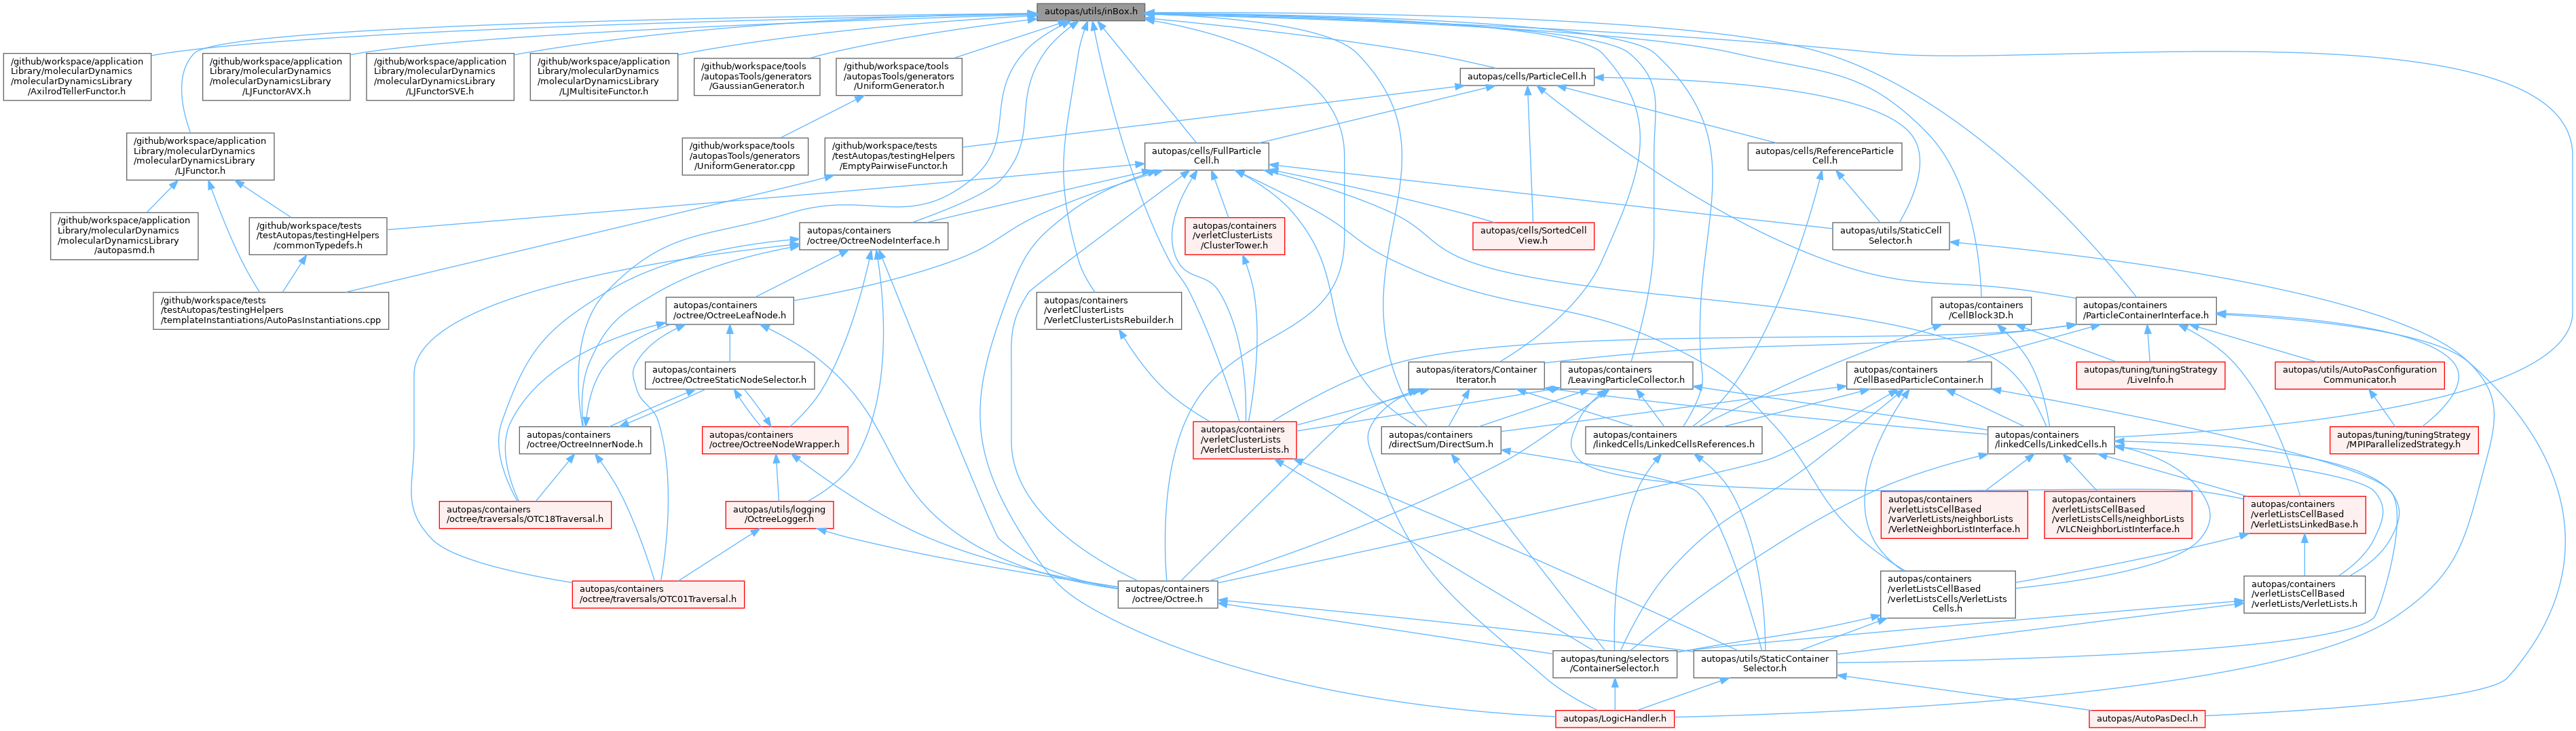 autopas/utils/inBox.h
/github/workspace/application
Library/molecularDynamics
/molecularDynamicsLibrary
/AxilrodTellerFunctor.h
/github/workspace/application
Library/molecularDynamics
/molecularDynamicsLibrary
/LJFunctorAVX.h
/github/workspace/application
Library/molecularDynamics
/molecularDynamicsLibrary
/LJFunctorSVE.h
/github/workspace/application
Library/molecularDynamics
/molecularDynamicsLibrary
/LJMultisiteFunctor.h
/github/workspace/tools
/autopasTools/generators
/GaussianGenerator.h
/github/workspace/tools
/autopasTools/generators
/UniformGenerator.h
autopas/cells/ParticleCell.h
/github/workspace/application
Library/molecularDynamics
/molecularDynamicsLibrary
/LJFunctor.h
/github/workspace/tools
/autopasTools/generators
/UniformGenerator.cpp
/github/workspace/tests
/testAutopas/testingHelpers
/EmptyPairwiseFunctor.h
autopas/cells/FullParticle
Cell.h
autopas/cells/ReferenceParticle
Cell.h
/github/workspace/application
Library/molecularDynamics
/molecularDynamicsLibrary
/autopasmd.h
/github/workspace/tests
/testAutopas/testingHelpers
/commonTypedefs.h
autopas/containers
/octree/OctreeNodeInterface.h
autopas/containers
/verletClusterLists
/ClusterTower.h
autopas/cells/SortedCell
View.h
autopas/utils/StaticCell
Selector.h
/github/workspace/tests
/testAutopas/testingHelpers
/templateInstantiations/AutoPasInstantiations.cpp
autopas/containers
/octree/OctreeLeafNode.h
autopas/containers
/verletClusterLists
/VerletClusterListsRebuilder.h
autopas/containers
/CellBlock3D.h
autopas/containers
/ParticleContainerInterface.h
autopas/containers
/octree/OctreeStaticNodeSelector.h
autopas/iterators/Container
Iterator.h
autopas/containers
/LeavingParticleCollector.h
autopas/containers
/CellBasedParticleContainer.h
autopas/tuning/tuningStrategy
/LiveInfo.h
autopas/utils/AutoPasConfiguration
Communicator.h
autopas/containers
/octree/OctreeInnerNode.h
autopas/containers
/octree/OctreeNodeWrapper.h
autopas/containers
/verletClusterLists
/VerletClusterLists.h
autopas/containers
/directSum/DirectSum.h
autopas/containers
/linkedCells/LinkedCellsReferences.h
autopas/containers
/linkedCells/LinkedCells.h
autopas/tuning/tuningStrategy
/MPIParallelizedStrategy.h
autopas/containers
/octree/traversals/OTC18Traversal.h
autopas/utils/logging
/OctreeLogger.h
autopas/containers
/verletListsCellBased
/varVerletLists/neighborLists
/VerletNeighborListInterface.h
autopas/containers
/verletListsCellBased
/verletListsCells/neighborLists
/VLCNeighborListInterface.h
autopas/containers
/verletListsCellBased
/VerletListsLinkedBase.h
autopas/containers
/octree/traversals/OTC01Traversal.h
autopas/containers
/octree/Octree.h
autopas/containers
/verletListsCellBased
/verletListsCells/VerletLists
Cells.h
autopas/containers
/verletListsCellBased
/verletLists/VerletLists.h
autopas/tuning/selectors
/ContainerSelector.h
autopas/utils/StaticContainer
Selector.h
autopas/LogicHandler.h
autopas/AutoPasDecl.h